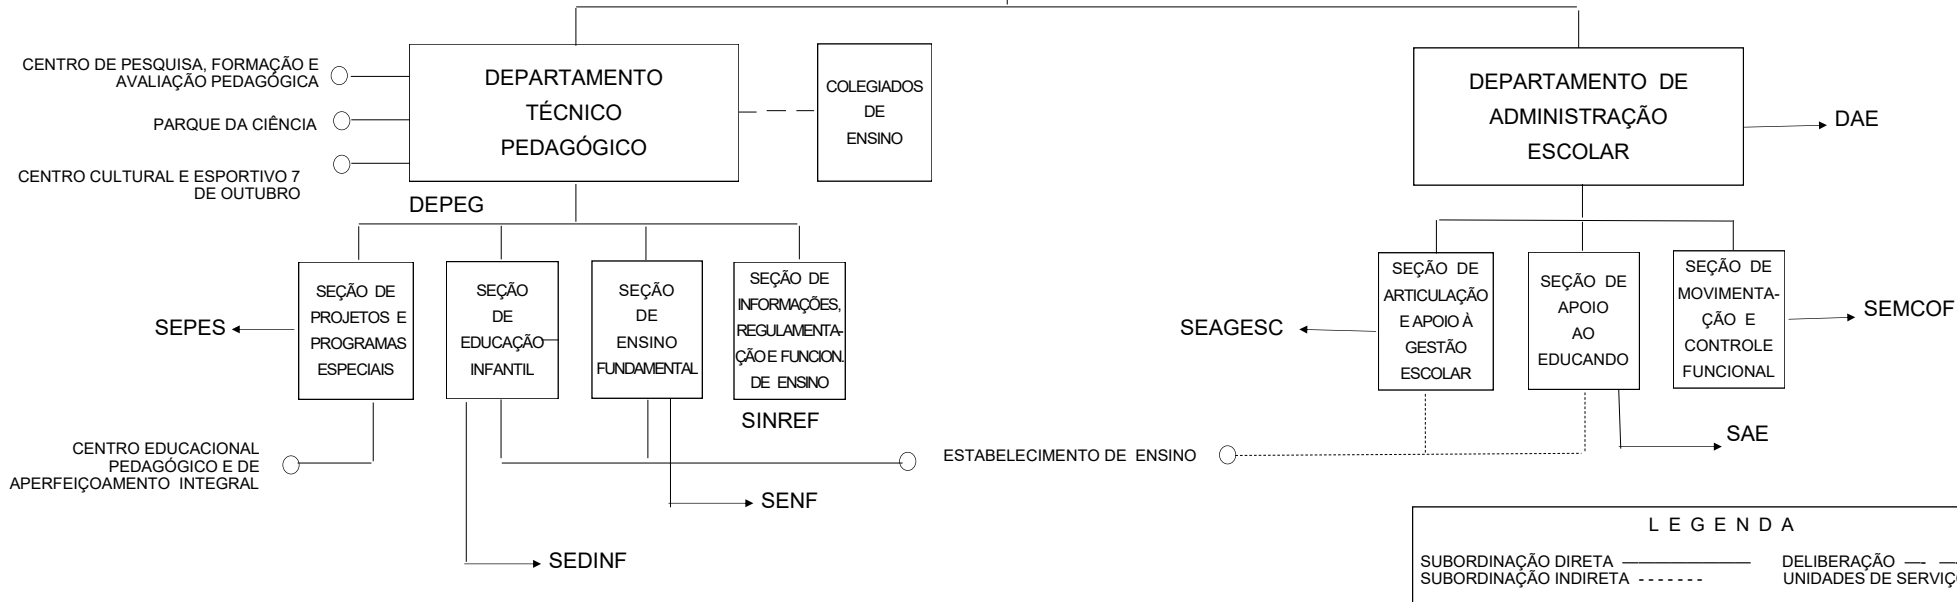 CENTRO DE PESQUISA, FORMAÇÃO E
AVALIAÇÃO PEDAGÓGICA
PARQUE DA CIÊNCIA
CENTRO CULTURAL E ESPORTIVO 7
DE OUTUBRO
DEPARTAMENTO
TÉCNICO
PEDAGÓGICO
COLEGIADOS
DE
ENSINO
DEPARTAMENTO DE
ADMINISTRAÇÃO
ESCOLAR
DAE
DEPEG
SEPES
SEÇÃO DE
PROJETOS E
PROGRAMAS
ESPECIAIS
SEÇÃO
DE
EDUCAÇÃO
INFANTIL
SEÇÃO
DE
ENSINO
FUNDAMENTAL
SEÇÃO DE
INFORMAÇÕES,
REGULAMENTA-
ÇÃO E FUNCION.
DE ENSINO
SINREF
SEAGESC
SEÇÃO DE
ARTICULAÇÃO
E APOIO À
GESTÃO
ESCOLAR
SEÇÃO DE
APOIO
AO
EDUCANDO
SEÇÃO DE
MOVIMENTA-
ÇÃO E
CONTROLE
FUNCIONAL
SEMCOF
CENTRO EDUCACIONAL
PEDAGÓGICO E DE
APERFEIÇOAMENTO INTEGRAL
ESTABELECIMENTO DE ENSINO
SAE
SENF
SEDINF
L E G E N D A
SUBORDINAÇÃO DIRETA
DELIBERAÇÃO
SUBORDINAÇÃO INDIRETA
UNIDADES DE